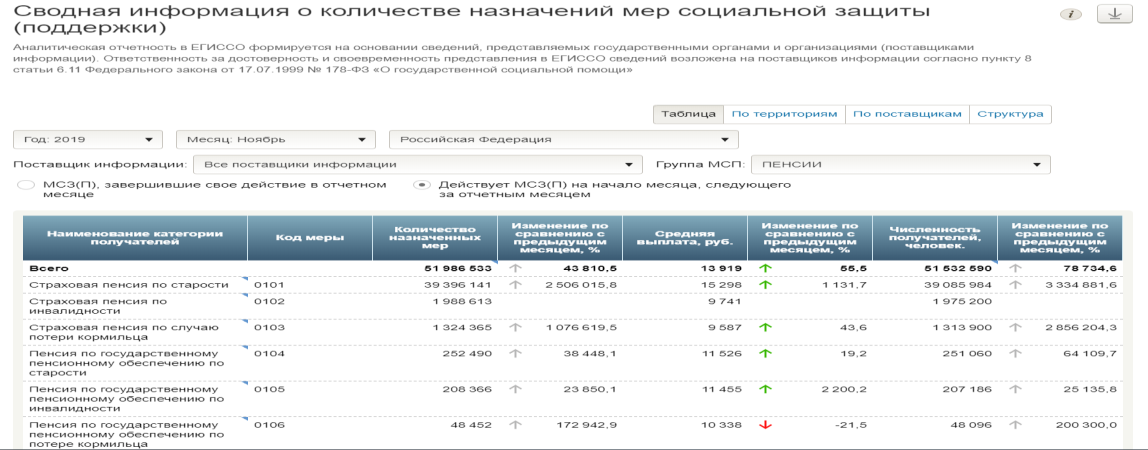 Сводная информация о количестве назначений мер социальной защиты
(поддержки)
Аналитическая отчетность в ЕГИССО формируется на основании сведений, представляемых государственными органами и организациями (поставщиками
информации). Ответственность за достоверность и своевременность представления в ЕГИССО сведений возложена на поставщиков информации согласно пункту 8
статьи 6.11 Федерального закона от 17.07.1999 № 178-ФЗ «О государственной социальной помощи»
Таблица По территориям По поставщикам Структура
Год: 2019 Месяц: Ноябрь Российская Федерация
Поставщик информации: Все поставщики информации Группа МСП: ПЕНСИИ
МСЗ(П), завершившие свое действие в отчетном
месяце
Действует МСЗ(П) на начало месяца, следующего
за отчетным месяцем
Наименование категории
получателей
Код меры
Количество
назначенных
мер
Изменение по
сравнению с
предыдущим
месяцем, %
Средняя
выплата, руб.
Изменение по
сравнению с
предыдущим
месяцем, %
Численность
получателей,
человек.
Изменение по
сравнению с
предыдущим
месяцем, %
Всего 51 986 533 43 810,5 13 919 55,5 51 532 590 78 734,6
Страховая пенсия по старости 0101 39 396 141 2 506 015,8 15 298 1 131,7 39 085 984 3 334 881,6
Страховая пенсия по
инвалидности
0102 1 988 613 9 741 1 975 200
Страховая пенсия по случаю
потери кормильца
0103 1 324 365 1 076 619,5 9 587 43,6 1 313 900 2 856 204,3
Пенсия по государственному
пенсионному обеспечению по
старости
0104 252 490 38 448,1 11 526 19,2 251 060 64 109,7
Пенсия по государственному
пенсионному обеспечению по
инвалидности
0105 208 366 23 850,1 11 455 2 200,2 207 186 25 135,8
Пенсия по государственному
пенсионному обеспечению по
потере кормильца
0106 48 452 172 942,9 10 338 -21,5 48 096 200 300,0